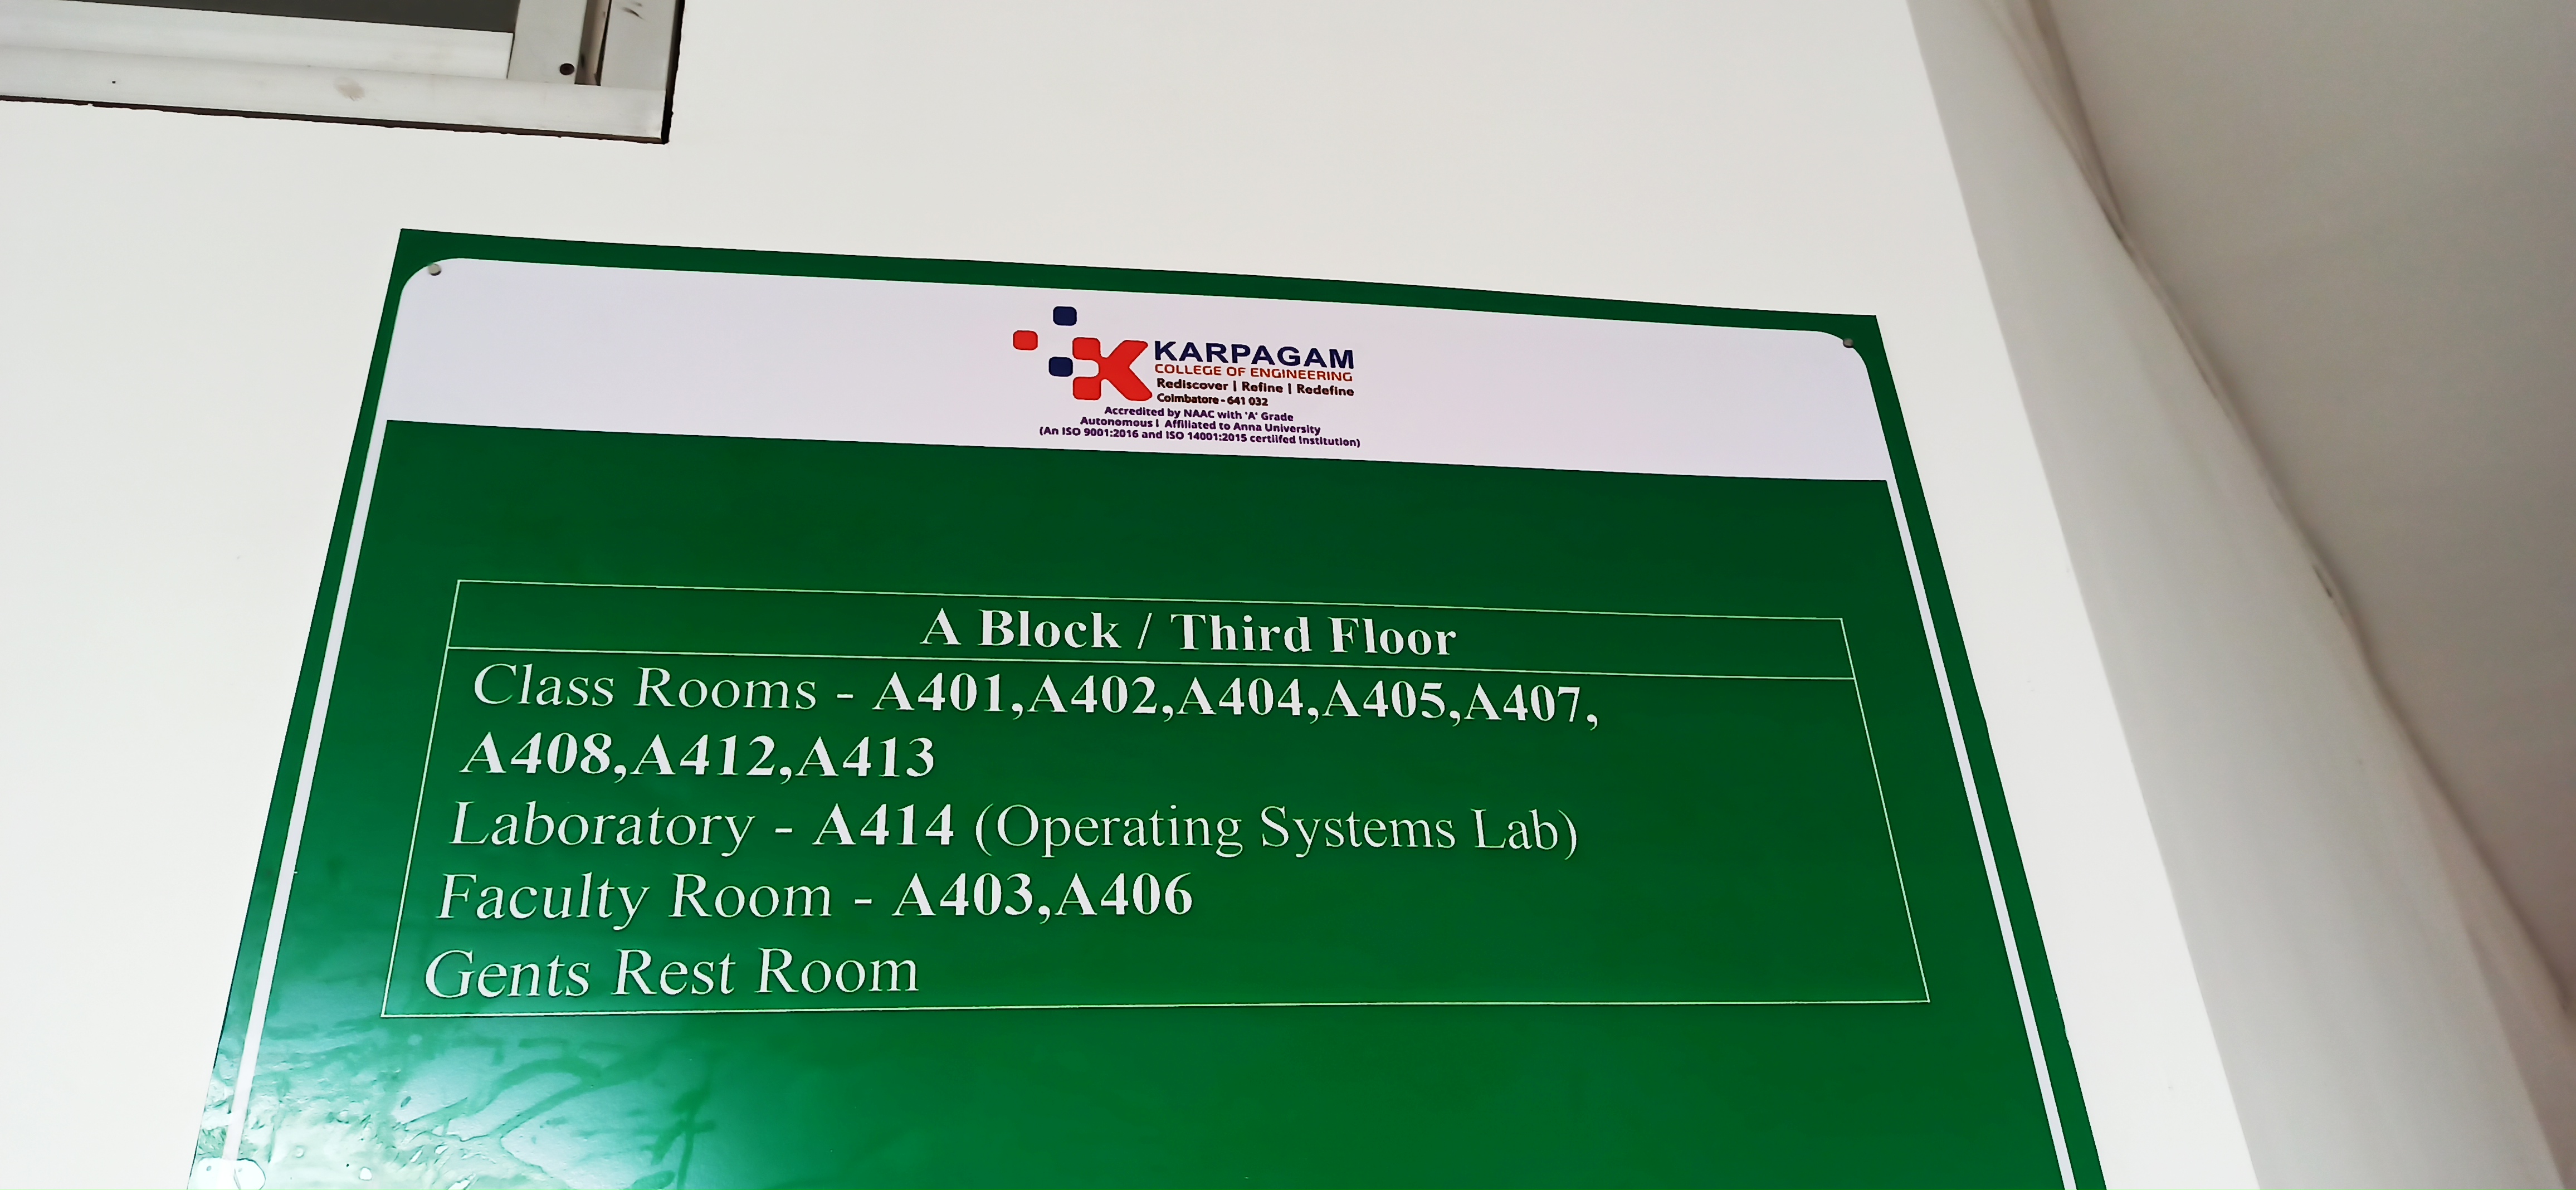 KARPAGAM
COLLEGE OF ENGINEERING
Rediscover | Refine | Redefine
Coimbatore - 641 032
Accredited by NAAC with 'A' Grade
Autonomous | Affiliated to Anna University
(An ISO 9001:2016 and ISO 14001:2015 certiifed Institution)
A Block / Third Floor
Class Rooms - A401,A402,A404,A405,A407,
A408,A412,A413
Laboratory - A414 (Operating Systems Lab)
Faculty Room - A403,A406
Gents Rest Room